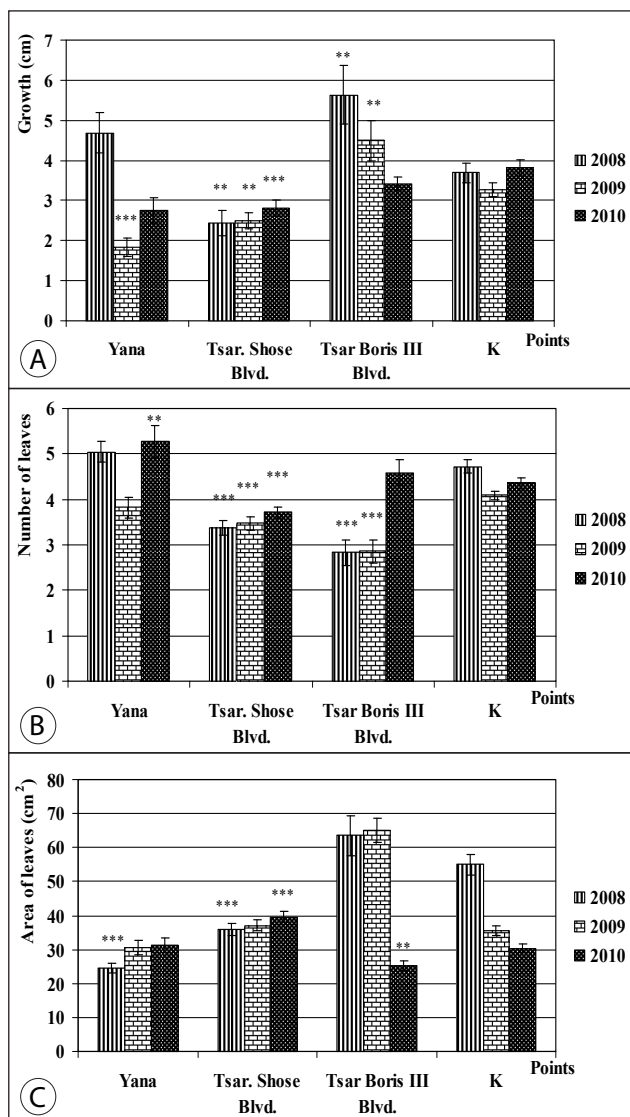 7
6
5
4
3
2
1
0
Growth (cm)
**
**
***
**
**
***
2008
2009
2010
Yana
Tsar. Shose
Blvd.
Tsar Boris III
Blvd.
K
Points
A
6
5
4
3
2
1
0
Number of leaves
**
***
***
***
***
***
2008
2009
2010
Yana
Tsar. Shose
Blvd.
Tsar Boris III
Blvd.
K
Points
B
80
70
60
50
40
30
20
10
0
Area of leaves (cm²)
***
***
***
**
2008
2009
2010
Yana
Tsar. Shose
Blvd.
Tsar Boris III
Blvd.
K
Points
C